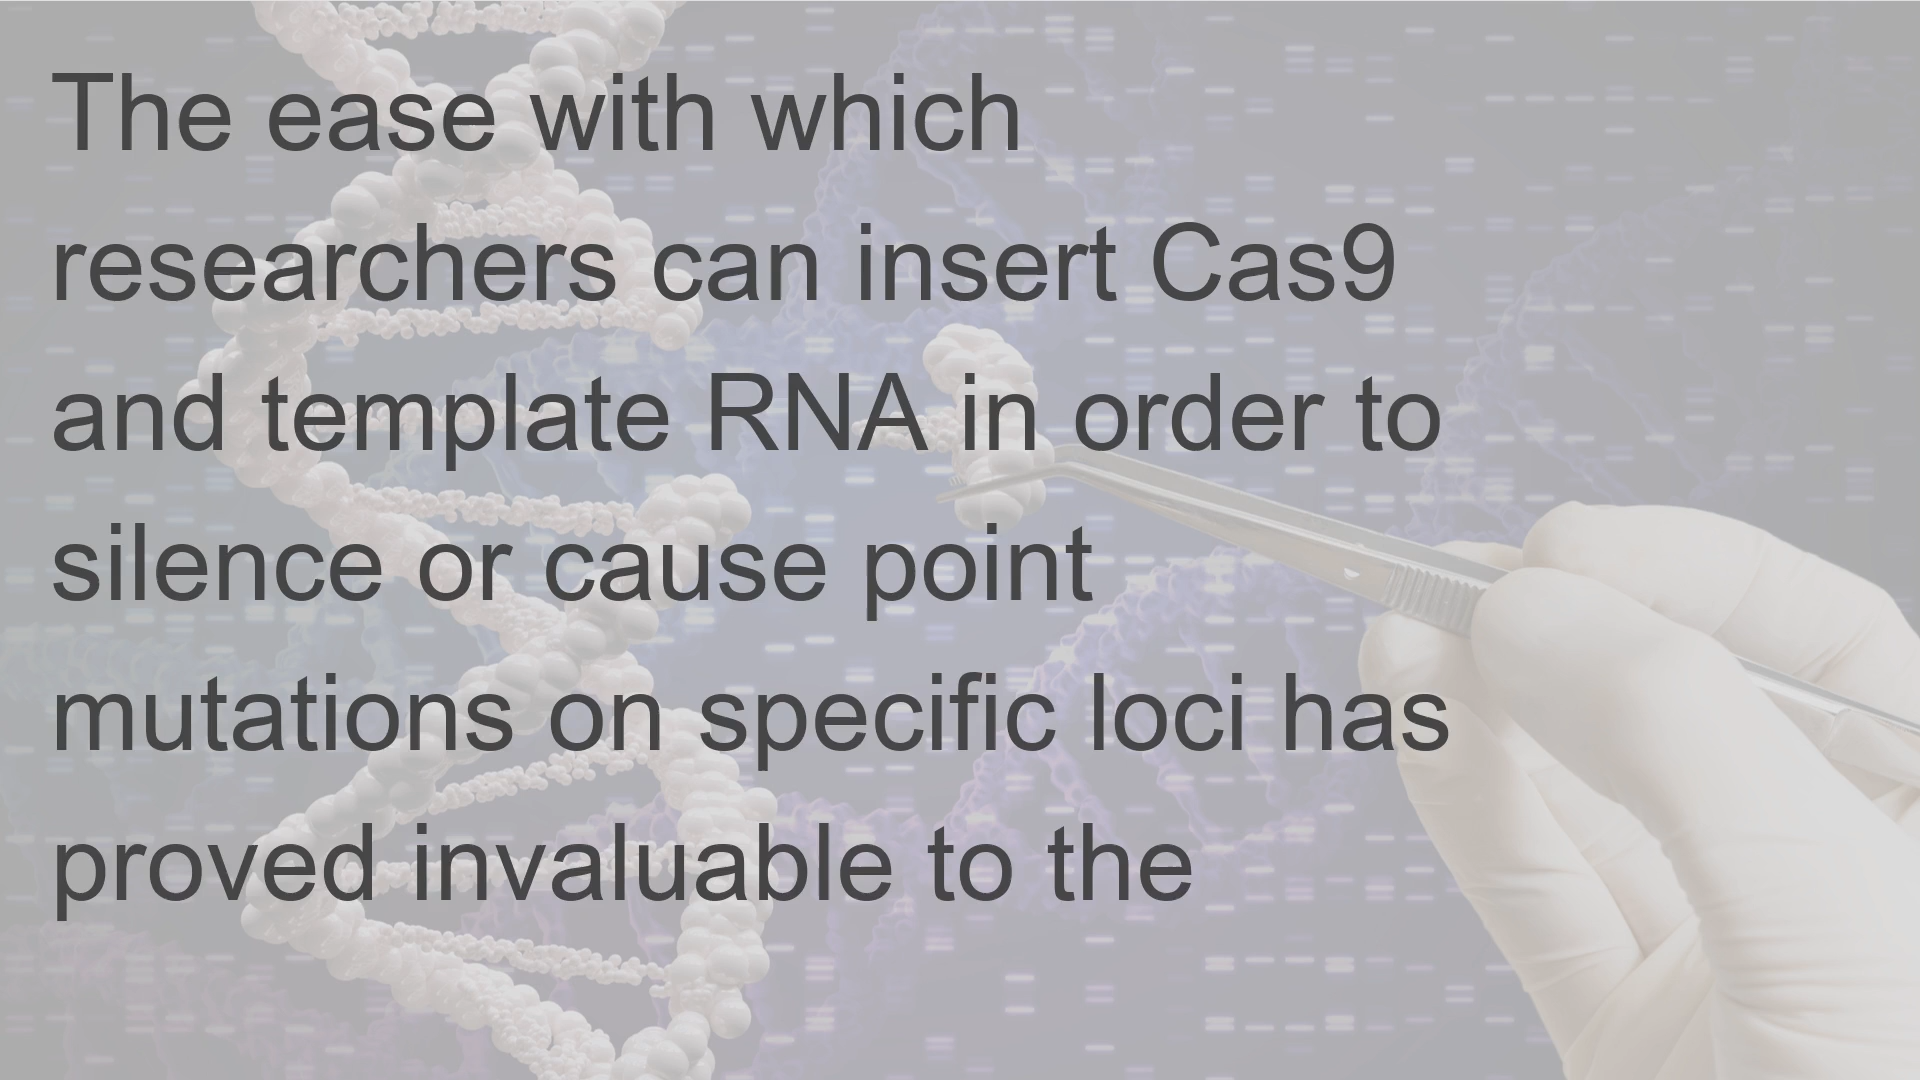 The ease with which
researchers can insert Cas9
and template RNA in order to
silence or cause point
mutations on specific loci has
proved invaluable to the